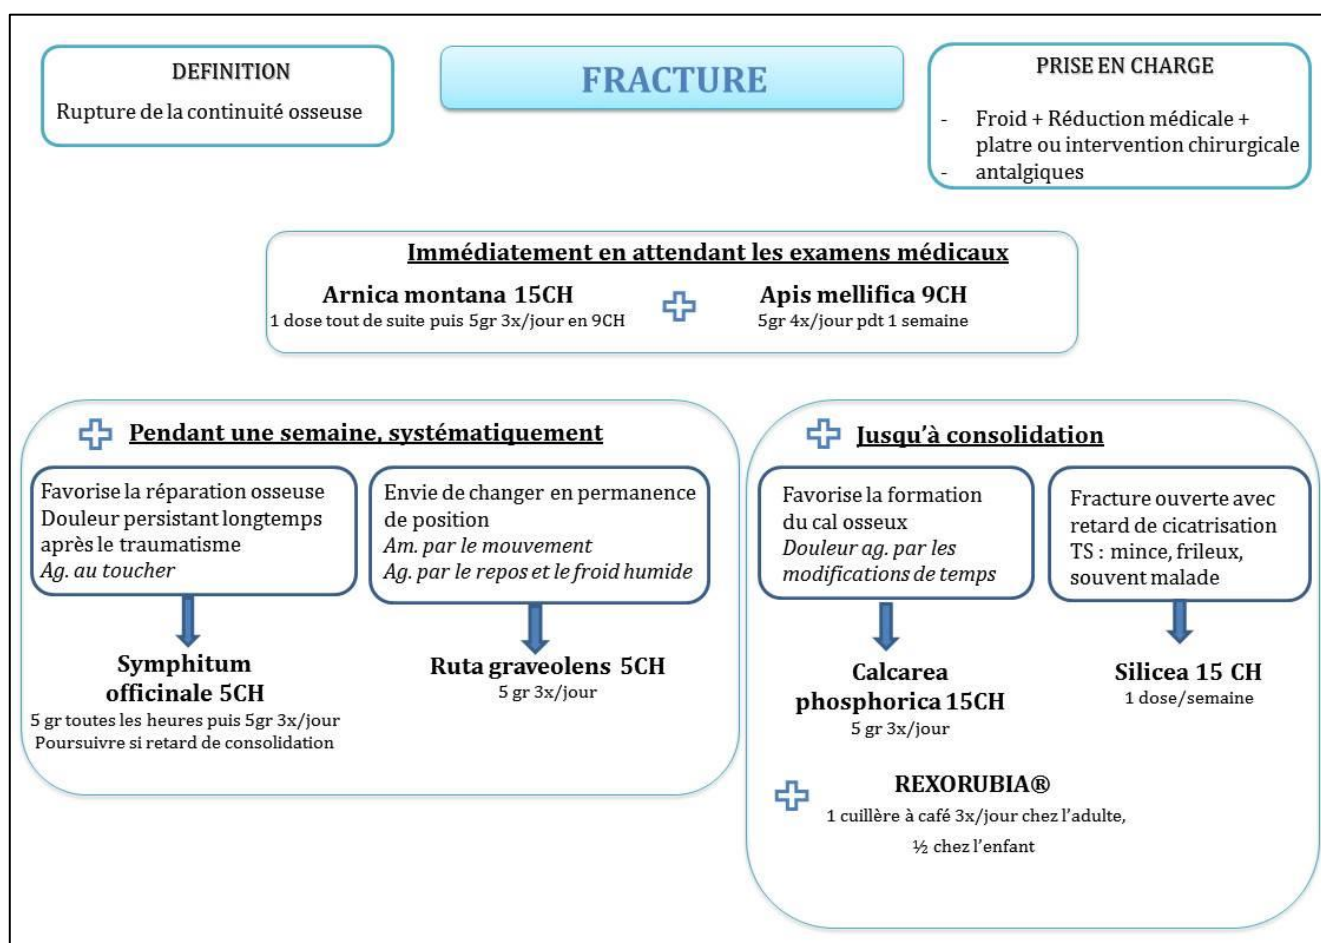 DEFINITION
Rupture de la continuité osseuse
FRACTURE
PRISE EN CHARGE
- Froid + Réduction médicale +
platre ou intervention chirurgicale
- antalgiques
Immédiatement en attendant les examens médicaux
Arnica montana 15CH
1 dose tout de suite puis 5gr 3x/jour en 9CH
Apis mellifica 9CH
5gr 4x/jour pdt 1 semaine
Pendant une semaine, systématiquement
Favorise la réparation osseuse
Douleur persistant longtemps
après le traumatisme
Ag. au toucher
Symphitum
officinale 5CH
5 gr toutes les heures puis 5gr 3x/jour
Poursuivre si retard de consolidation
Envie de changer en permanence
de position
Am. par le mouvement
Ag. par le repos et le froid humide
Ruta graveolens 5CH
5 gr 3x/jour
Jusqu'à consolidation
Favorise la formation
du cal osseux
Douleur ag. par les
modifications de temps
Calcarea
phosphorica 15CH
5 gr 3x/jour
Fracture ouverte avec
retard de cicatrisation
TS : mince, frileux,
souvent malade
Silicea 15 CH
1 dose/semaine
REXORUBIA®
1 cuillère à café 3x/jour chez l'adulte,
½ chez l'enfant